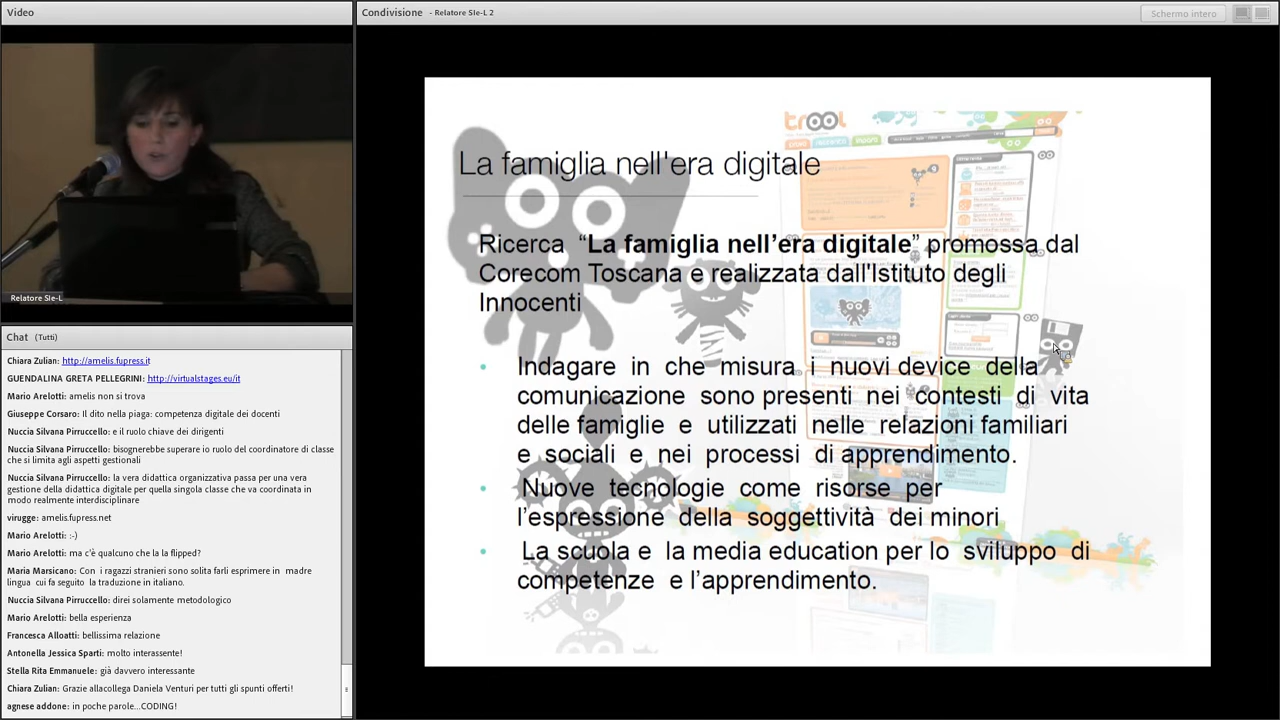 Video
Relatore SIe-L
Chat (Tutti)
Chiara Zulian: http://amelis.fupress.it
GUENDALINA GRETA PELLEGRINI: http://virtualstages.eu/it
Mario Arelotti: amelis non si trova
Giuseppe Corsaro: Il dito nella piaga: competenza digitale dei docenti
Nuccia Silvana Pirruccello: e il ruolo chiave dei dirigenti
Nuccia Silvana Pirruccello: bisognerebbe superare io ruolo del coordinatore di classe
che si limita agli aspetti gestionali
Nuccia Silvana Pirruccello: la vera didattica organizzativa passa per una vera
gestione della didattica digitale per quella singola classe che va coordinata in
modo realmente interdisciplinare
virugge: amelis.fupress.net
Mario Arelotti: :-)
Mario Arelotti: ma c'è qualcuno che la la flipped?
Maria Marsicano: Con i ragazzi stranieri sono solita farli esprimere in madre
lingua cui fa seguito la traduzione in italiano.
Nuccia Silvana Pirruccello: direi solamente metodologico
Mario Arelotti: bella esperienza
Francesca Alloatti: bellissima relazione
Antonella Jessica Sparti: molto interassente!
Stella Rita Emmanuele: già davvero interessante
Chiara Zulian: Grazie allacollega Daniela Venturi per tutti gli spunti offerti!
agnese addone: in poche parole...CODING!
Condivisione - Relatore SIe-L 2
Schermo intero
trool
La famiglia nell'era digitale
Ricerca “La famiglia nell’era digitale” promossa dal
Corecom Toscana e realizzata dall'Istituto degli
Innocenti
• Indagare in che misura i nuovi device della
comunicazione sono presenti nei contesti di vita
delle famiglie e utilizzati nelle relazioni familiari
e sociali e nei processi di apprendimento.
• Nuove tecnologie come risorse per
l’espressione della soggettività dei minori
• La scuola e la media education per lo sviluppo di
competenze e l’apprendimento.